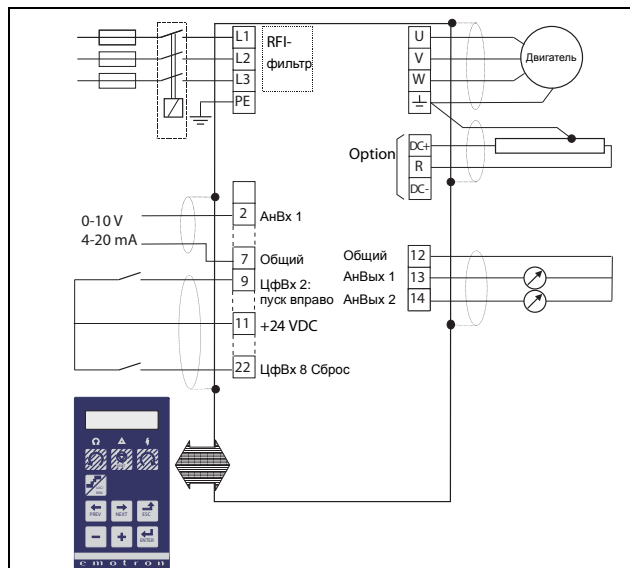 L1
L2
L3
PE
RFI-
фильтр
U
V
W
Двигатель
Option
DC+
R
DC-
0-10 V
4-20 mA
2 АнВх 1
7 Общий
9 ЦфВх 2:
пуск вправо
11 +24 VDC
22 ЦфВх 8 Сброс
Общий 12
АнВых 1 13
АнВых 2 14
PREV NEXT ESC
- + ENTER
emotron